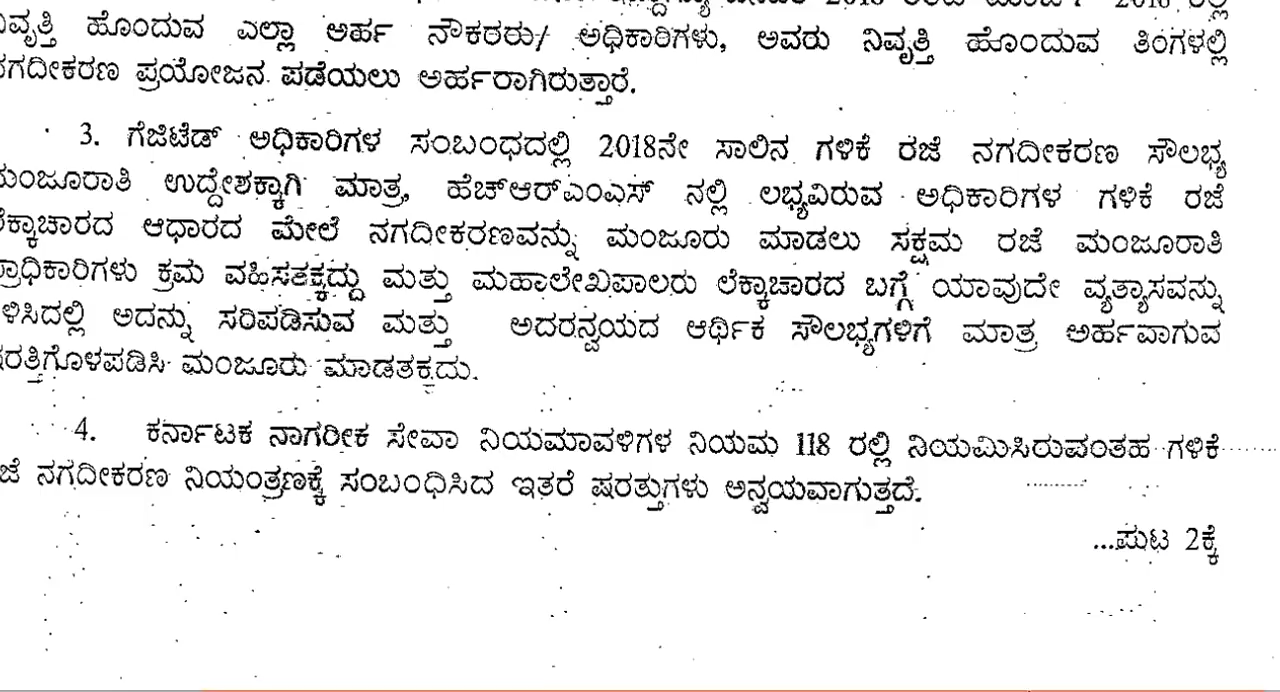 2018 ರಲ್ಲಿ
ನಿವೃತ್ತಿ ಹೊಂದುವ ಎಲ್ಲಾ ಅರ್ಹ ನೌಕರರು/ ಅಧಿಕಾರಿಗಳು, ಅವರು ನಿವೃತ್ತಿ ಹೊಂದುವ ತಿಂಗಳಲ್ಲಿ
ನಗದೀಕರಣ ಪ್ರಯೋಜನ ಪಡೆಯಲು ಅರ್ಹರಾಗಿರುತ್ತಾರೆ.
3. ಗೆಜಿಟೆಡ್ ಅಧಿಕಾರಿಗಳ ಸಂಬಂಧದಲ್ಲಿ 2018ನೇ ಸಾಲಿನ ಗಳಿಕೆ ರಜೆ ನಗದೀಕರಣ ಸೌಲಭ್ಯ
ಮಂಜೂರಾತಿ ಉದ್ದೇಶಕ್ಕಾಗಿ ಮಾತ್ರ, ಹೆಚ್ಆರ್ಎಂಎಸ್ ನಲ್ಲಿ ಲಭ್ಯವಿರುವ ಅಧಿಕಾರಿಗಳ ಗಳಿಕೆ ರಜೆ
ಲೆಕ್ಕಾಚಾರದ ಆಧಾರದ ಮೇಲೆ ನಗದೀಕರಣವನ್ನು ಮಂಜೂರು ಮಾಡಲು ಸಕ್ಷಮ ರಜೆ ಮಂಜೂರಾತಿ
ಪ್ರಾಧಿಕಾರಿಗಳು ಕ್ರಮ ವಹಿಸತಕ್ಕದ್ದು ಮತ್ತು ಮಹಾಲೇಖಪಾಲರು ಲೆಕ್ಕಾಚಾರದ ಬಗ್ಗೆ ಯಾವುದೇ ವ್ಯತ್ಯಾಸವನ್ನು
ಳಿಸಿದಲ್ಲಿ ಅದನ್ನು ಸರಿಪಡಿಸುವ ಮತ್ತು ಅದರನ್ವಯದ ಆರ್ಥಿಕ ಸೌಲಭ್ಯಗಳಿಗೆ ಮಾತ್ರ ಅರ್ಹವಾಗುವ
ಷರತ್ತಿಗೊಳಪಡಿಸಿ ಮಂಜೂರು ಮಾಡತಕ್ಕದು.
4. ಕರ್ನಾಟಕ ನಾಗರೀಕ ಸೇವಾ ನಿಯಮಾವಳಿಗಳ ನಿಯಮ 118 ರಲ್ಲಿ ನಿಯಮಿಸಿರುವಂತಹ ಗಳಿಕೆ
ರಜೆ ನಗದೀಕರಣ ನಿಯಂತ್ರಣಕ್ಕೆ ಸಂಬಂಧಿಸಿದ ಇತರೆ ಷರತ್ತುಗಳು ಅನ್ವಯವಾಗುತ್ತದೆ.
...ಪುಟ 2ಕ್ಕೆ